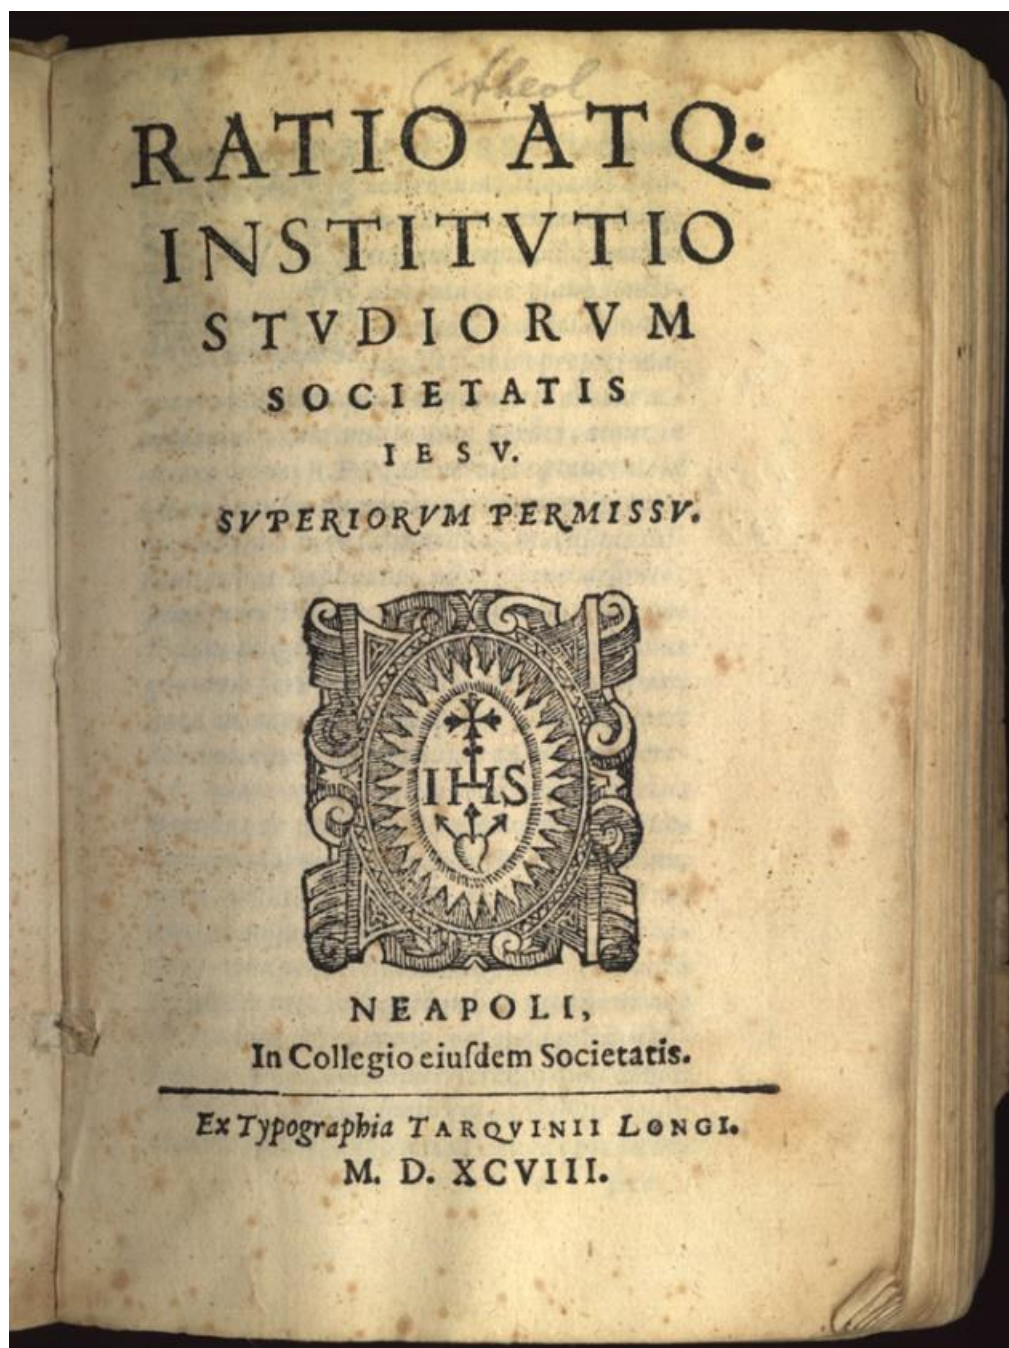 (theol
RATIO ATQ.
INSTITVTIO
STVDIORVM
SOCIETATIS
IESV.
SVPERIORVM PERMISSV.
IHS
NEAPOLI,
In Collegio eiuſdem Societatis.
Ex Typographia TARQVINII LONGI.
M. D. XCVIII.